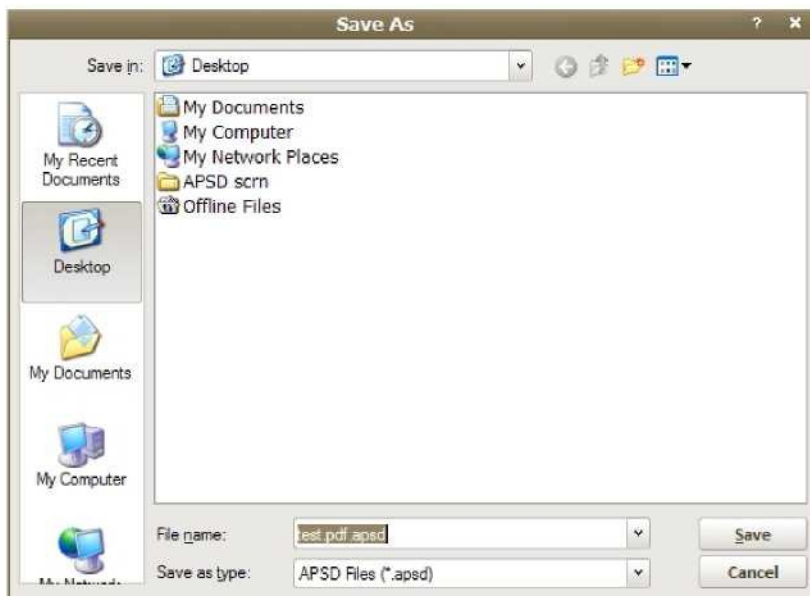 Save As
?
Save in:
Desktop
My Recent
Documents
Desktop
My Documents
My Computer
My Documents
My Computer
My Network Places
APSD scrn
Offline Files
File name:
test.pdf.apsd
Save
Save as type:
APSD Files (*.apsd)
Cancel